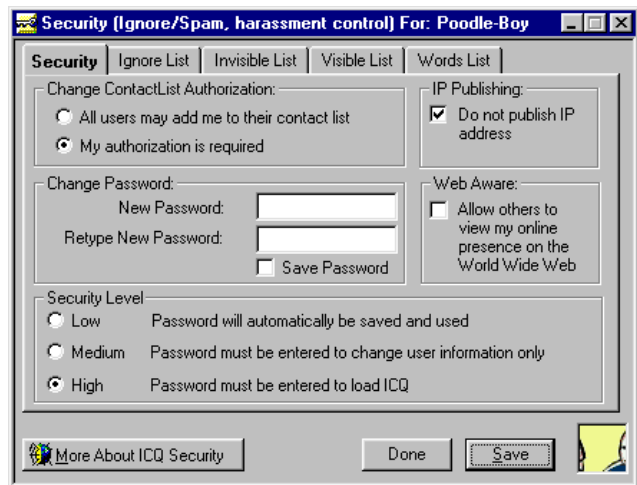 Security (Ignore/Spam, harassment control) For: Poodle-Boy
Security
Ignore List
Invisible List
Visible List
Words List
Change ContactList Authorization:
All users may add me to their contact list
My authorization is required
IP Publishing:
Do not publish IP
address
Change Password:
New Password:
Retype New Password:
Save Password
Web Aware:
Allow others to
view my online
presence on the
World Wide Web
Security Level
Low Password will automatically be saved and used
Medium Password must be entered to change user information only
High Password must be entered to load ICQ
More About ICQ Security
Done
Save